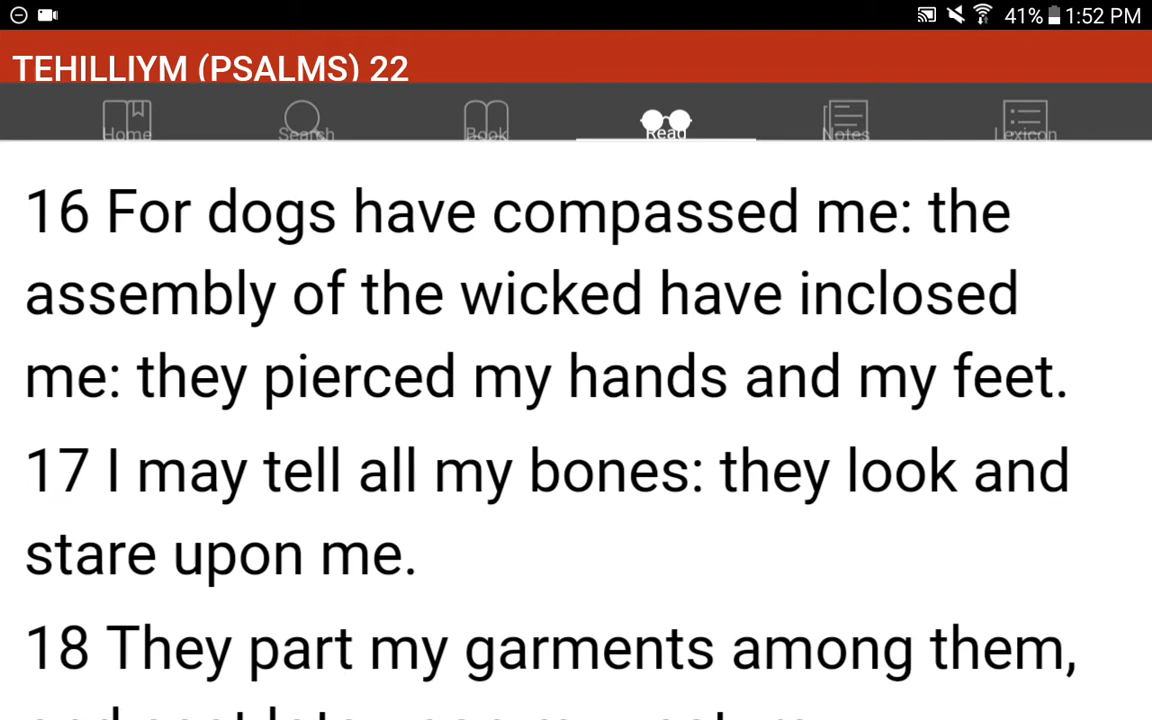 41% 1:52 PM
TEHILLIYM (PSALMS) 22
Home Search Book Read Notes Lexicon
16 For dogs have compassed me: the
assembly of the wicked have inclosed
me: they pierced my hands and my feet.
17 I may tell all my bones: they look and
stare upon me.
18 They part my garments among them,